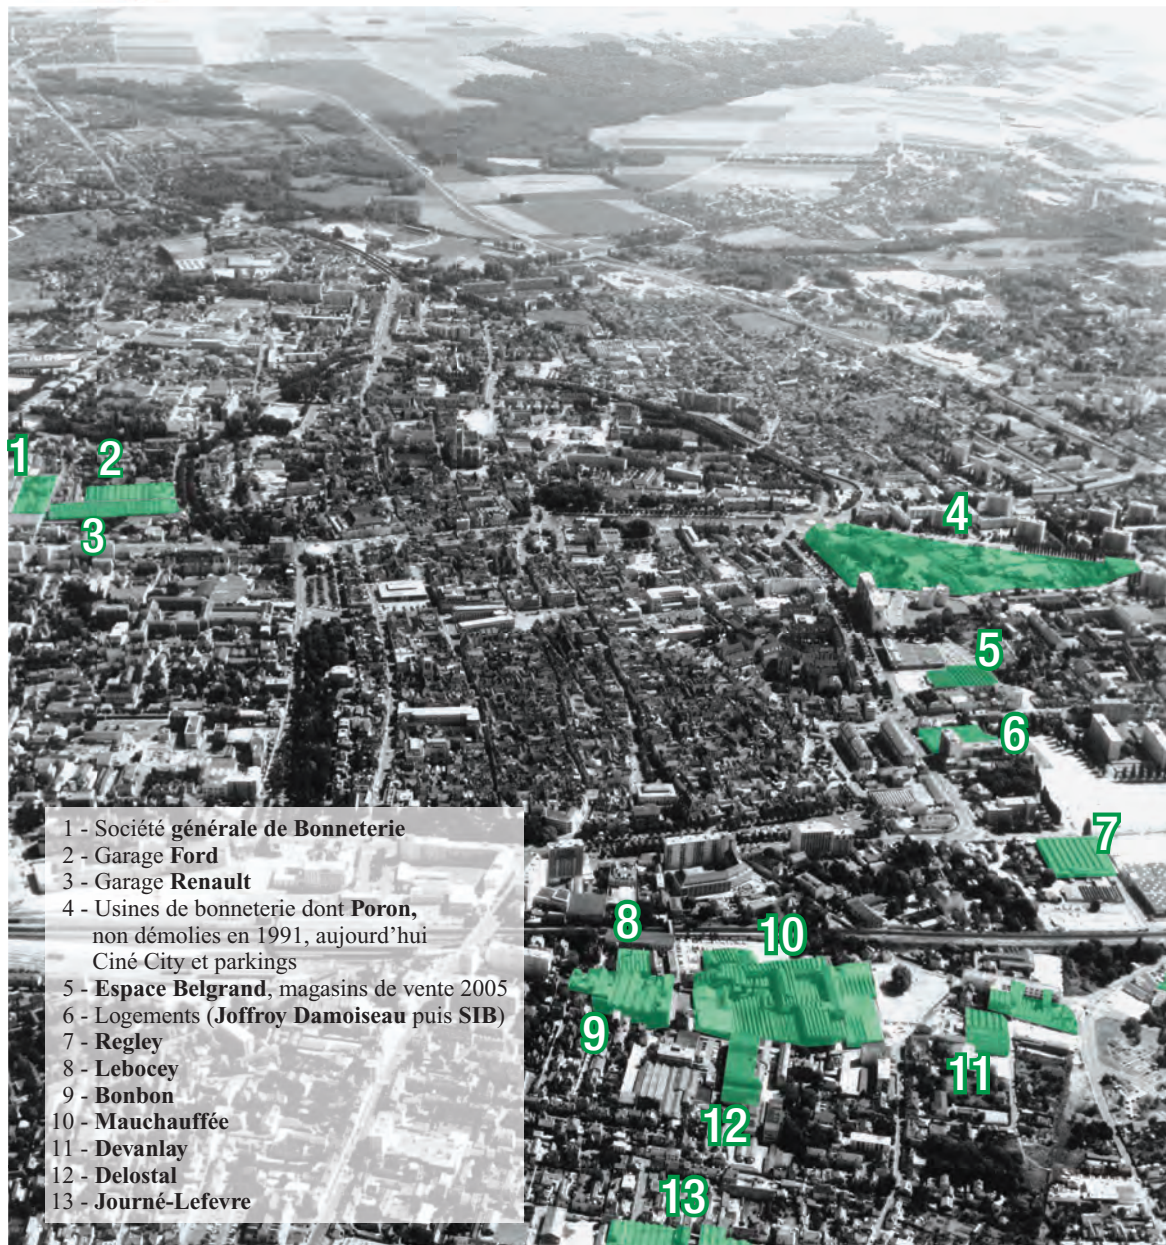 1
2
3
4
5
6
7
8
10
9
11
12
13
1 - Société générale de Bonneterie
2 - Garage Ford
3 - Garage Renault
4 - Usines de bonneterie dont Poron,
non démolies en 1991, aujourd'hui
Ciné City et parkings
5 - Espace Belgrand, magasins de vente 2005
6 - Logements (Joffroy Damoiseau puis SIB)
7 - Regley
8 - Lebocey
9 - Bonbon
10 - Mauchauffée
11 - Devanlay
12 - Delostal
13 - Journé-Lefevre